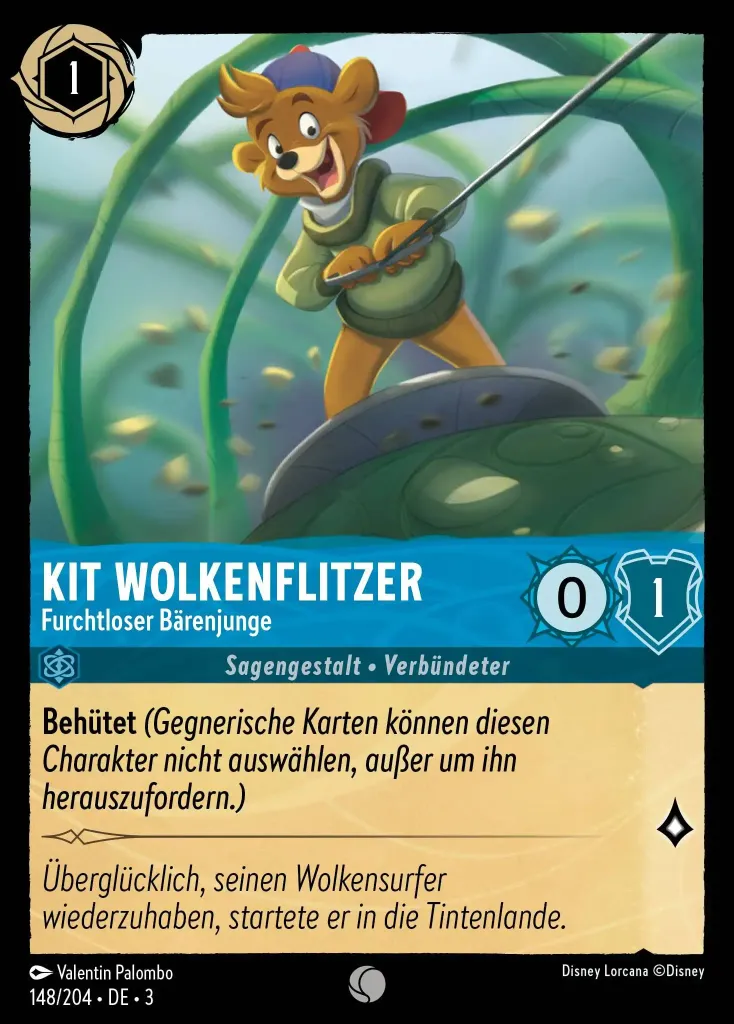 1
KIT WOLKENFLITZER
Furchtloser Bärenjunge
0
1
Sagengestalt • Verbündeter
Behütet (Gegnerische Karten können diesen
Charakter nicht auswählen, außer um ihn
herauszufordern.)
Überglücklich, seinen Wolkensurfer
wiederzuhaben, startete er in die Tintenlande.
Valentin Palombo
Disney Lorcana ©Disney
148/204 • DE • 3